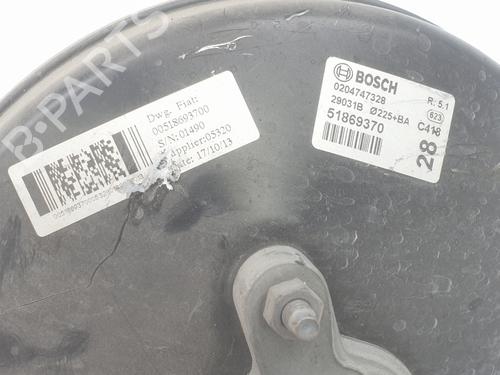 B-PARTS
Dwg. Fiat:
00518693700
S/N:01490
Supplier:05320
Date: 17/10/13
BOSCH
0204747328
R: 5.1
29031B Ø225+BA
623
51869370
C418
28